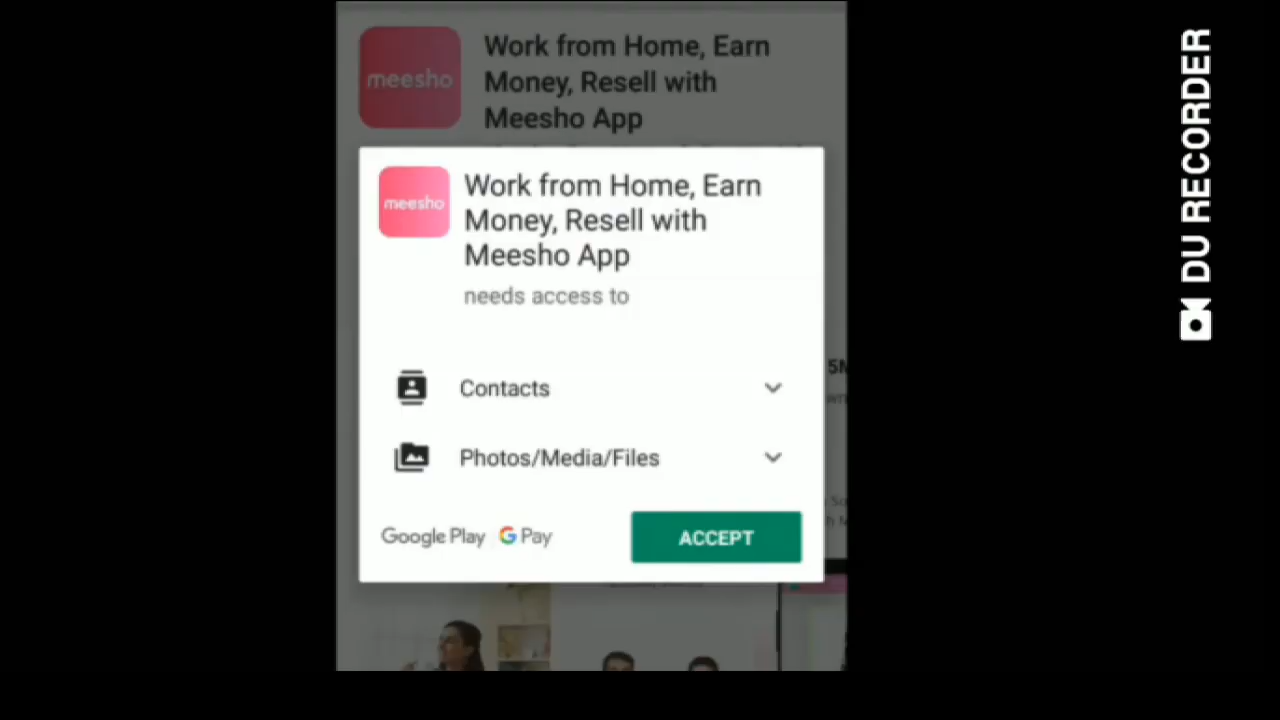 meesho
Work from Home, Earn
Money, Resell with
Meesho App
meesho
Work from Home, Earn
Money, Resell with
Meesho App
needs access to
Contacts
Photos/Media/Files
Google Play G Pay
ACCEPT
5M
DU RECORDER